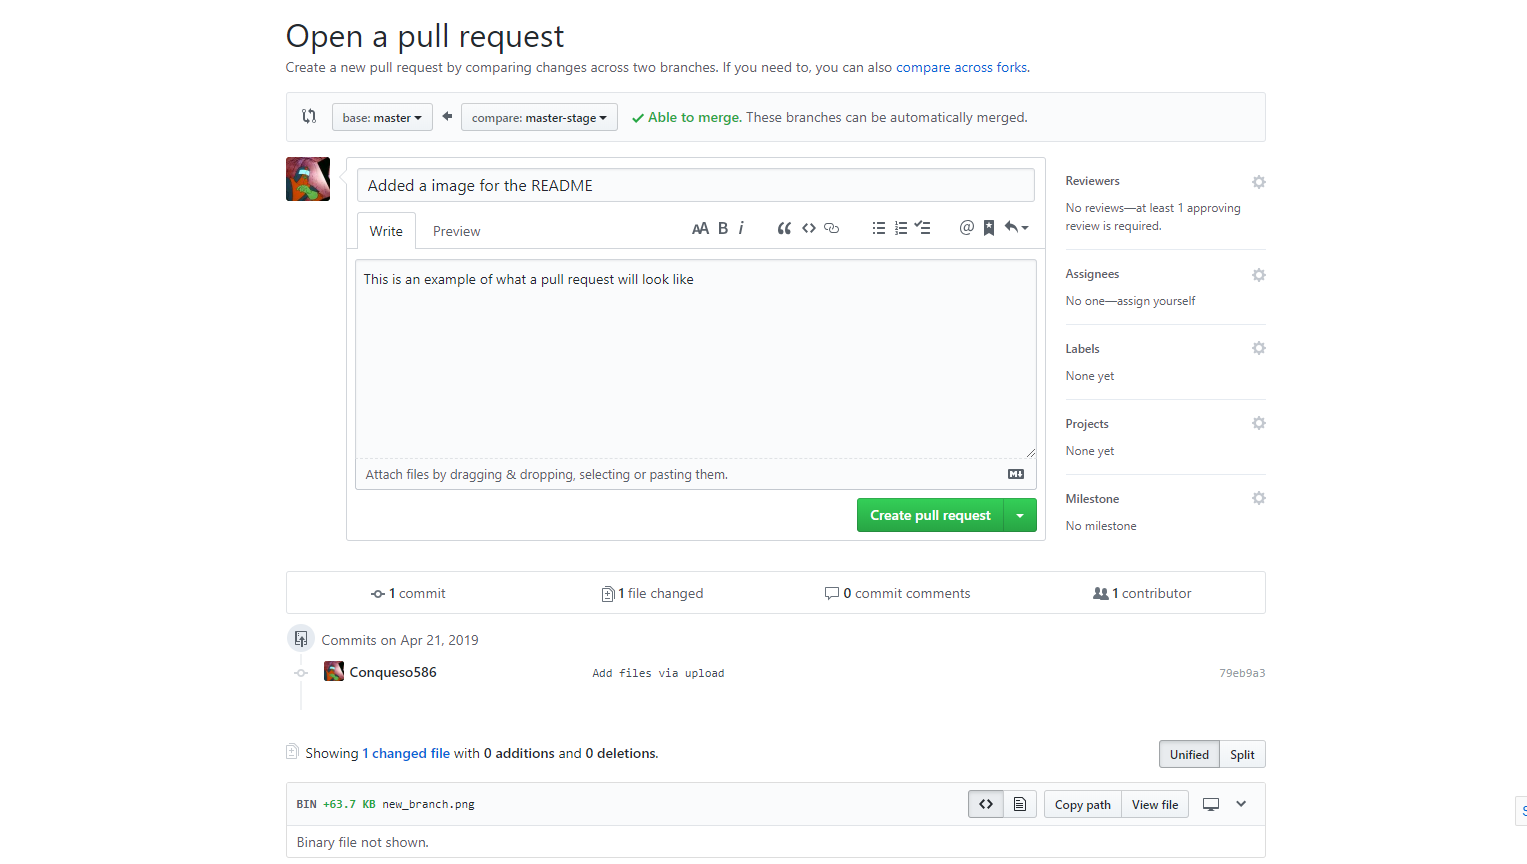 Open a pull request
Create a new pull request by comparing changes across two branches. If you need to, you can also compare across forks.
base: master
compare: master-stage
Able to merge. These branches can be automatically merged.
Added a image for the README
Write
Preview
AA B i
@
This is an example of what a pull request will look like
Attach files by dragging & dropping, selecting or pasting them.
M
Create pull request
Reviewers
No reviews—at least 1 approving
review is required.
Assignees
No one—assign yourself
Labels
None yet
Projects
None yet
Milestone
No milestone
1 commit
1 file changed
0 commit comments
1 contributor
Commits on Apr 21, 2019
Conqueso586
Add files via upload
79eb9a3
Showing 1 changed file with 0 additions and 0 deletions.
Unified
Split
BIN +63.7 KB new_branch.png
<>
Copy path
View file
Binary file not shown.